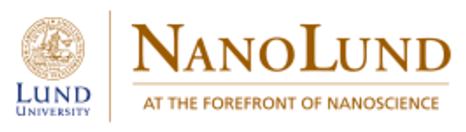 LUND
UNIVERSITY
NANOLUND
AT THE FOREFRONT OF NANOSCIENCE